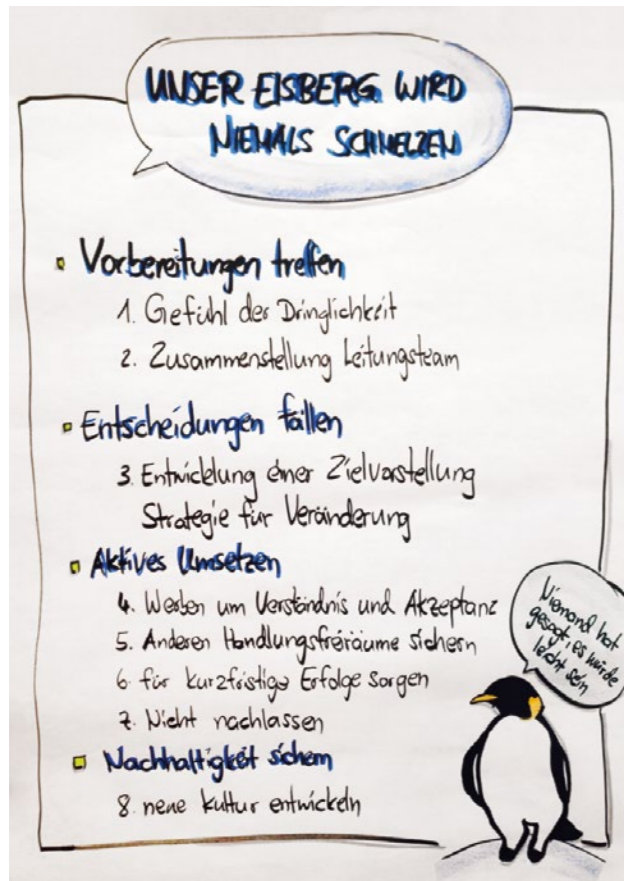 UNSER EISBERG WIRD
NIEMALS SCHMELZEN
Vorbereitungen treffen
1. Gefühl der Dringlichkeit
2. Zusammenstellung Leitungsteam
Entscheidungen fällen
3. Entwicklung einer Zielvorstellung
Strategie für Veränderung
Aktives Umsetzen
4. Werben um Verständnis und Akzeptanz
5. Anderen Handlungsfreiräume sichern
6. für kurzfristige Erfolge sorgen
7. Nicht nachlassen
Nachhaltigkeit sichern
8. neue Kultur entwickeln
Niemand hat
gesagt, es würde
leicht sein